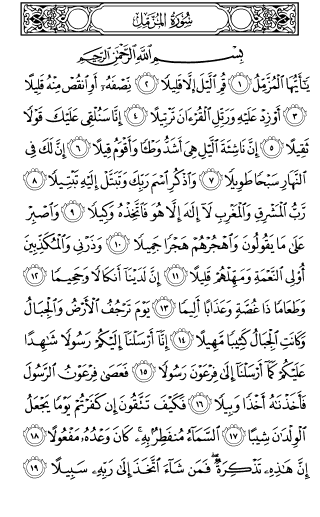 سُورَةُ المُزَّمِّل
بِسْمِ ٱللَّهِ ٱلرَّحْمَٰنِ ٱلرَّحِيمِ
يَٰٓأَيُّهَا ٱلْمُزَّمِّلُ ١ قُمِ ٱلَّيْلَ إِلَّا قَلِيلًا ٢ نِّصْفَهُۥٓ أَوِ ٱنقُصْ مِنْهُ قَلِيلًا
٣ أَوْ زِدْ عَلَيْهِ وَرَتِّلِ ٱلْقُرْءَانَ تَرْتِيلًا ٤ إِنَّا سَنُلْقِى عَلَيْكَ قَوْلًا
ثَقِيلًا ٥ إِنَّ نَاشِئَةَ ٱلَّيْلِ هِىَ أَشَدُّ وَطْـًٔا وَأَقْوَمُ قِيلًا ٦ إِنَّ لَكَ فِى
ٱلنَّهَارِ سَبْحًا طَوِيلًا ٧ وَٱذْكُرِ ٱسْمَ رَبِّكَ وَتَبَتَّلْ إِلَيْهِ تَبْتِيلًا ٨
رَّبُّ ٱلْمَشْرِقِ وَٱلْمَغْرِبِ لَآ إِلَٰهَ إِلَّا هُوَ فَٱتَّخِذْهُ وَكِيلًا ٩ وَٱصْبِرْ
عَلَىٰ مَا يَقُولُونَ وَٱهْجُرْهُمْ هَجْرًا جَمِيلًا ١٠ وَذَرْنِى وَٱلْمُكَذِّبِينَ
أُو۟لِى ٱلنَّعْمَةِ وَمَهِّلْهُمْ قَلِيلًا ١١ إِنَّ لَدَيْنَآ أَنكَالًا وَجَحِيمًا ١٢
وَطَعَامًا ذَا غُصَّةٍ وَعَذَابًا أَلِيمًا ١٣ يَوْمَ تَرْجُفُ ٱلْأَرْضُ وَٱلْجِبَالُ
وَكَانَتِ ٱلْجِبَالُ كَثِيبًا مَّهِيلًا ١٤ إِنَّآ أَرْسَلْنَآ إِلَيْكُمْ رَسُولًا شَٰهِدًا
عَلَيْكُمْ كَمَآ أَرْسَلْنَآ إِلَىٰ فِرْعَوْنَ رَسُولًا ١٥ فَعَصَىٰ فِرْعَوْنُ ٱلرَّسُولَ
فَأَخَذْنَٰهُ أَخْذًا وَبِيلًا ١٦ فَكَيْفَ تَتَّقُونَ إِن كَفَرْتُمْ يَوْمًا يَجْعَلُ
ٱلْوِلْدَٰنَ شِيبًا ١٧ ٱلسَّمَآءُ مُنفَطِرٌۢ بِهِۦ ۚ كَانَ وَعْدُهُۥ مَفْعُولًا ١٨
إِنَّ هَٰذِهِۦ تَذْكِرَةٌ ۖ فَمَن شَآءَ ٱتَّخَذَ إِلَىٰ رَبِّهِۦ سَبِيلًا ١٩